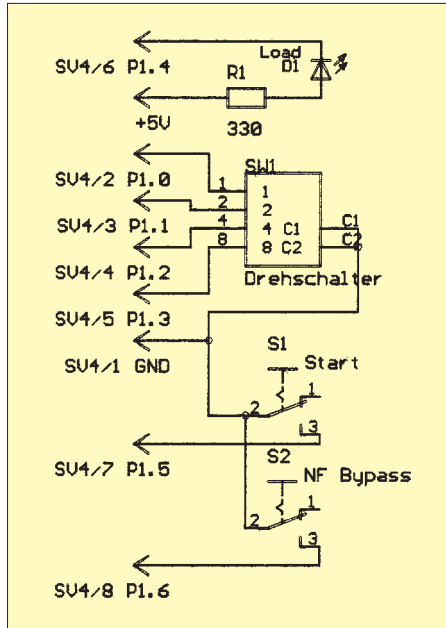 Load
D1
SV4/6 P1.4
R1
+5V
330
SW1
SV4/2 P1.0
1
1
2
2
SV4/3 P1.1
4
4
C1
C1
8
8
C2
C2
SV4/4 P1.2
Drehschalter
SV4/5 P1.3
S1
SV4/1 GND
Start
1
2
3
SV4/7 P1.5
S2
NF Bypass
1
2
3
SV4/8 P1.6